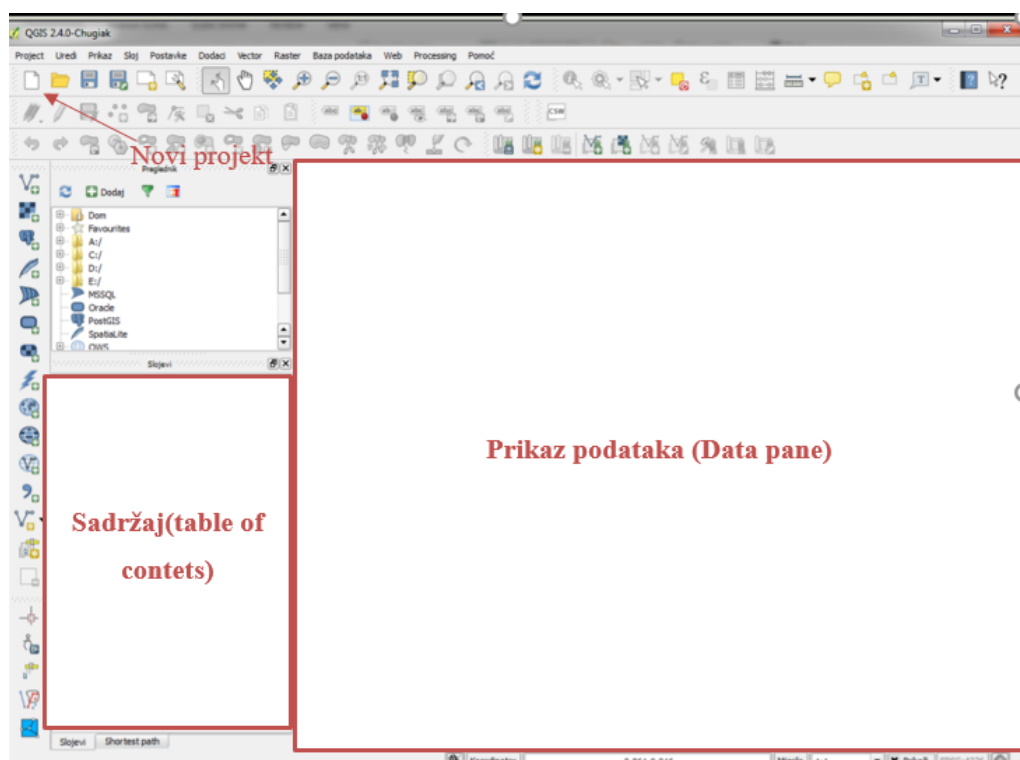 QGIS 2.4.0-Chugiak
Project Uredi Prikaz Sloj Postavke Dodaci Vector Raster Baza podataka Web Processing Pomoć
CSW
Novi projekt
Preglednik
Dodaj
Dom
Favourites
A:/
C:/
D:/
E:/
MSSQL
Oracle
PostGIS
SpatiaLite
OWS
Slojevi
Prikaz podataka (Data pane)
Sadržaj(table of
contets)
Slojevi Shortest path